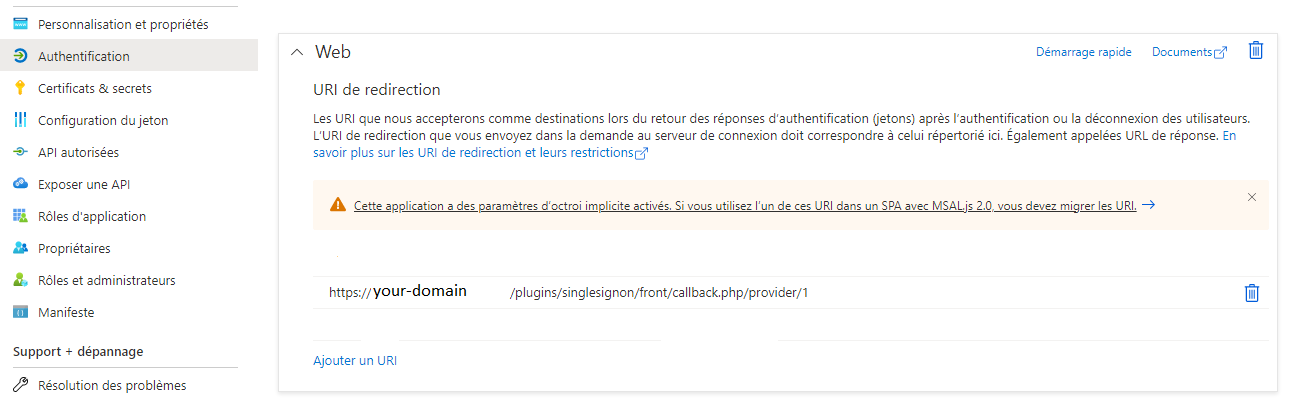 Personnalisation et propriétés
Authentification
Certificats & secrets
Configuration du jeton
API autorisées
Exposer une API
Rôles d'application
Propriétaires
Rôles et administrateurs
Manifeste
Support + dépannage
Résolution des problèmes
Web
Démarrage rapide
Documents
URI de redirection
Les URI que nous accepterons comme destinations lors du retour des réponses d’authentification (jetons) après l’authentification ou la déconnexion des utilisateurs.
L’URI de redirection que vous envoyez dans la demande au serveur de connexion doit correspondre à celui répertorié ici. Également appelées URL de réponse. En
savoir plus sur les URI de redirection et leurs restrictions
Cette application a des paramètres d’octroi implicite activés. Si vous utilisez l’un de ces URI dans un SPA avec MSAL.js 2.0, vous devez migrer les URI.
https://your-domain /plugins/singlesignon/front/callback.php/provider/1
Ajouter un URI